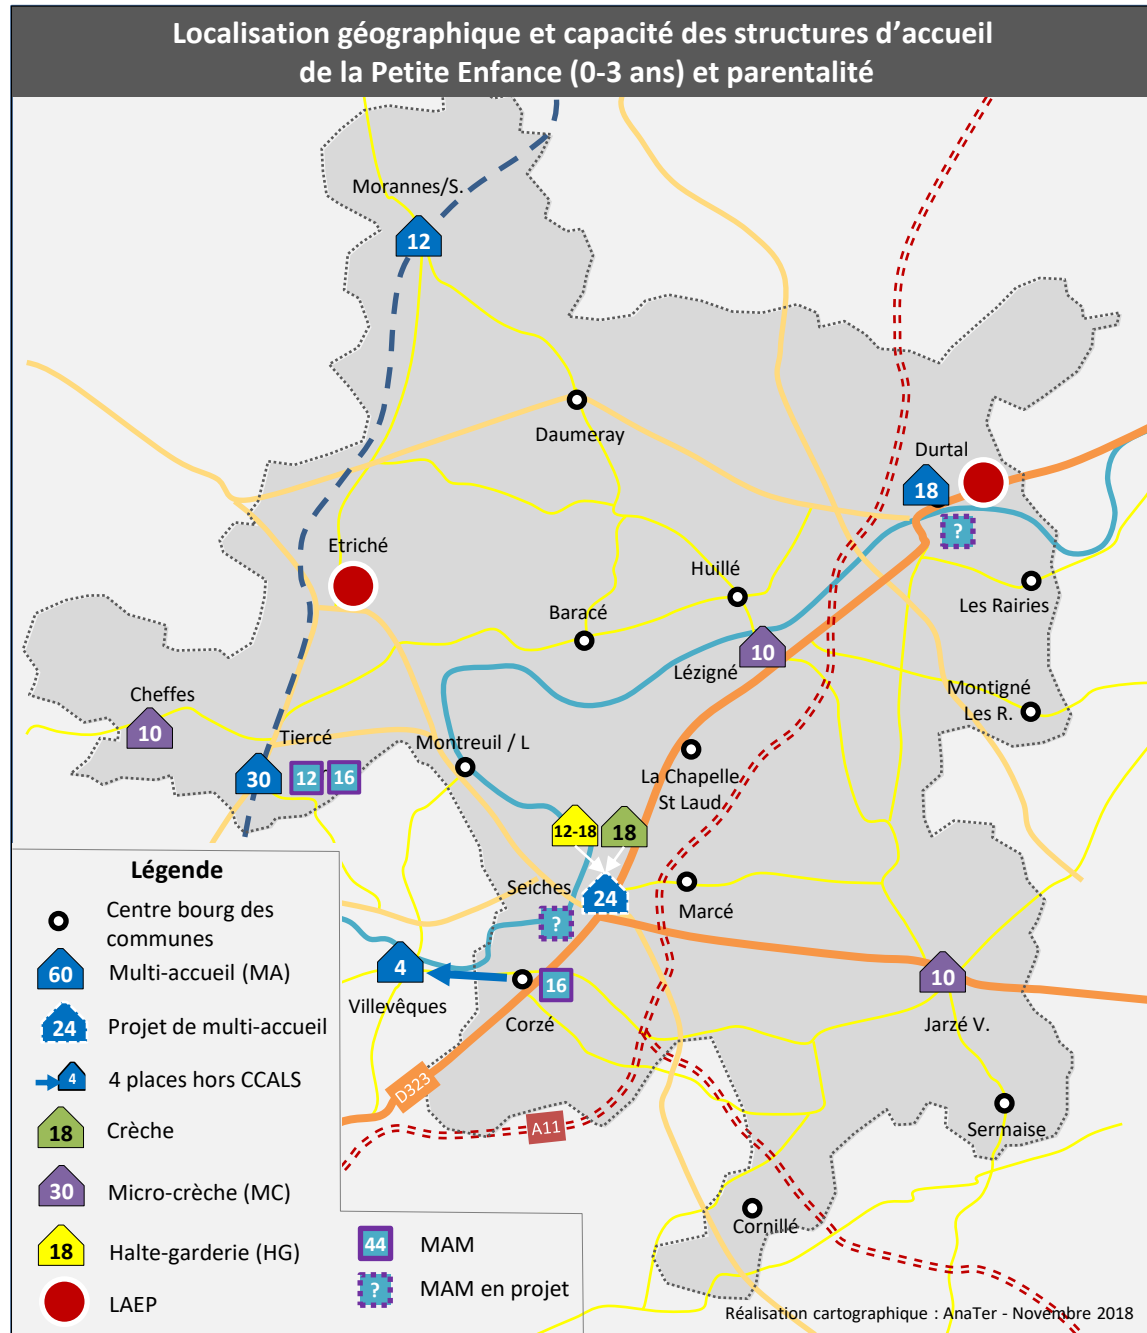 Localisation géographique et capacité des structures d'accueil
de la Petite Enfance (0-3 ans) et parentalité
Morannes/S.
12
Daumeray
Durtal
18
?
Etriché
Huillé
Les Rairies
Baracé
10
Lézigné
Cheffes
10
Montigné
Les R.
Tiercé
30
12
16
Montreuil / L
La Chapelle
St Laud
12-18
18
Seiches
24
?
Marcé
4
Villevêques
16
Corzé
10
Jarzé V.
D323
A11
Sermaise
Cornillé
Légende
Centre bourg des
communes
60
Multi-accueil (MA)
24
Projet de multi-accueil
4
4 places hors CCALS
18
Crèche
30
Micro-crèche (MC)
18
Halte-garderie (HG)
LAEP
44
MAM
?
MAM en projet
Réalisation cartographique : AnaTer - Novembre 2018